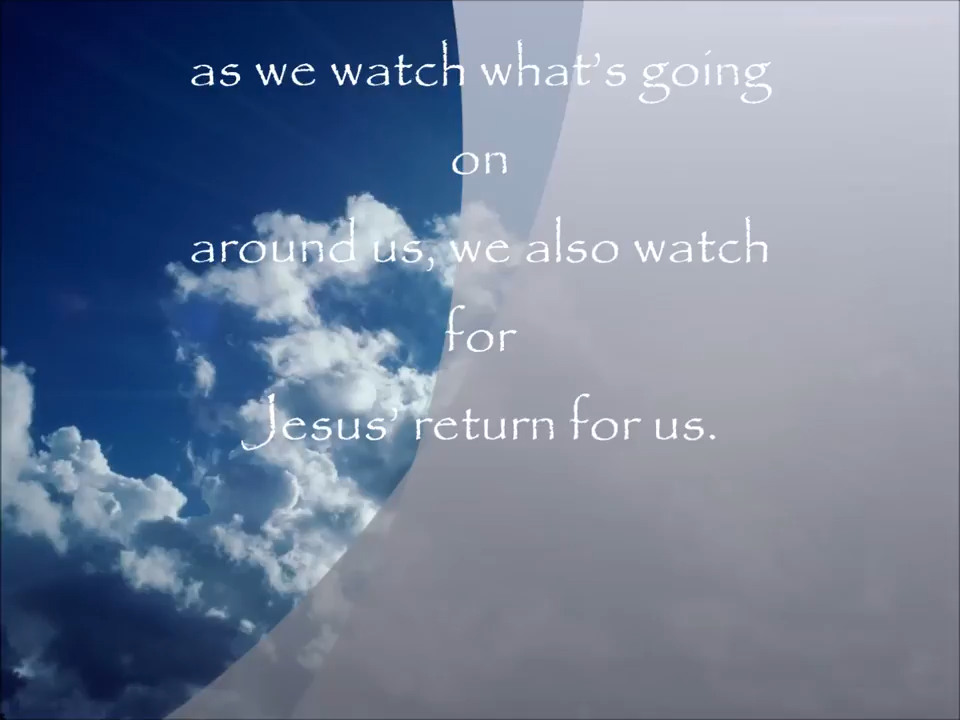 as we watch what’s going
on
around us, we also watch
for
Jesus’ return for us.